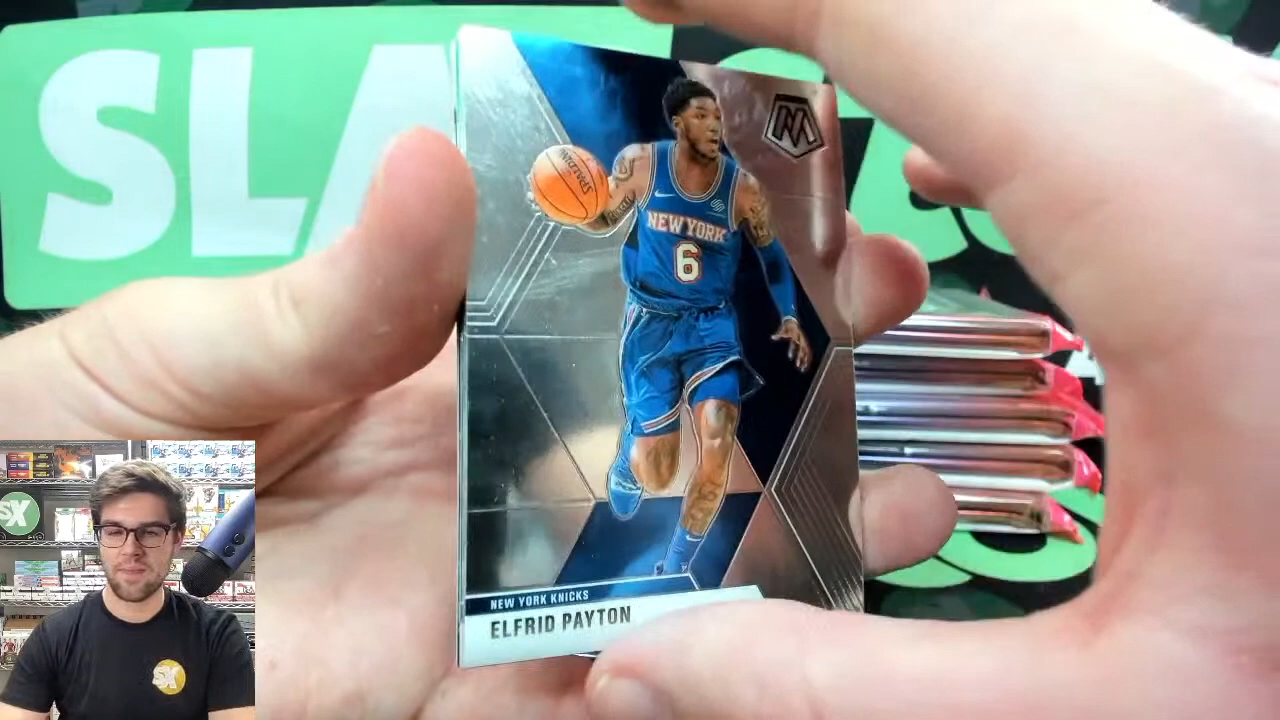 SLA
SPALDING
NEW YORK
6
NEW YORK KNICKS
ELFRID PAYTON
SX
SX